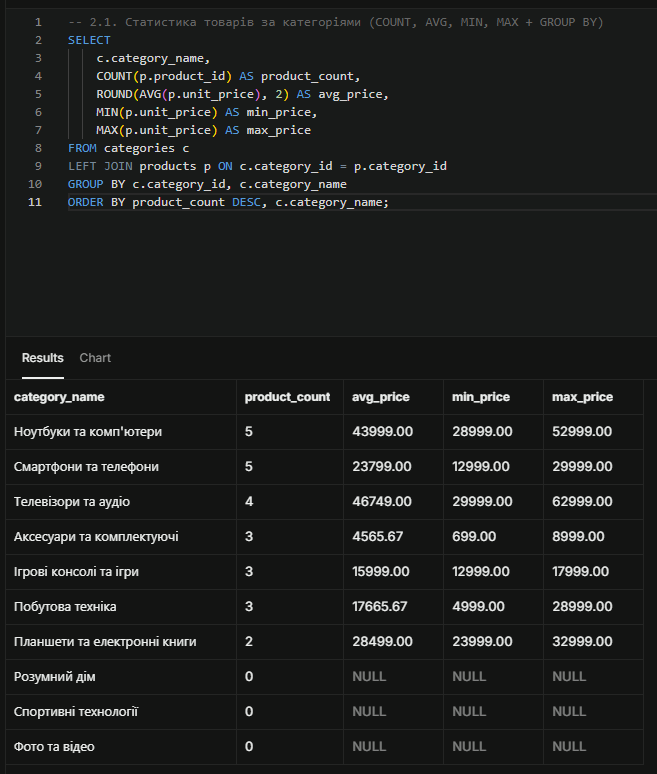 1 -- 2.1. Статистика товарів за категоріями (COUNT, AVG, MIN, MAX + GROUP BY)
2 SELECT
3 c.category_name,
4 COUNT(p.product_id) AS product_count,
5 ROUND(AVG(p.unit_price), 2) AS avg_price,
6 MIN(p.unit_price) AS min_price,
7 MAX(p.unit_price) AS max_price
8 FROM categories c
9 LEFT JOIN products p ON c.category_id = p.category_id
10 GROUP BY c.category_id, c.category_name
11 ORDER BY product_count DESC, c.category_name;
Results Chart
category_name product_count avg_price min_price max_price
Ноутбуки та комп'ютери 5 43999.00 28999.00 52999.00
Смартфони та телефони 5 23799.00 12999.00 29999.00
Телевізори та аудіо 4 46749.00 29999.00 62999.00
Аксесуари та комплектуючі 3 4565.67 699.00 8999.00
Ігрові консолі та ігри 3 15999.00 12999.00 17999.00
Побутова техніка 3 17665.67 4999.00 28999.00
Планшети та електронні книги 2 28499.00 23999.00 32999.00
Розумний дім 0 NULL NULL NULL
Спортивні технології 0 NULL NULL NULL
Фото та відео 0 NULL NULL NULL